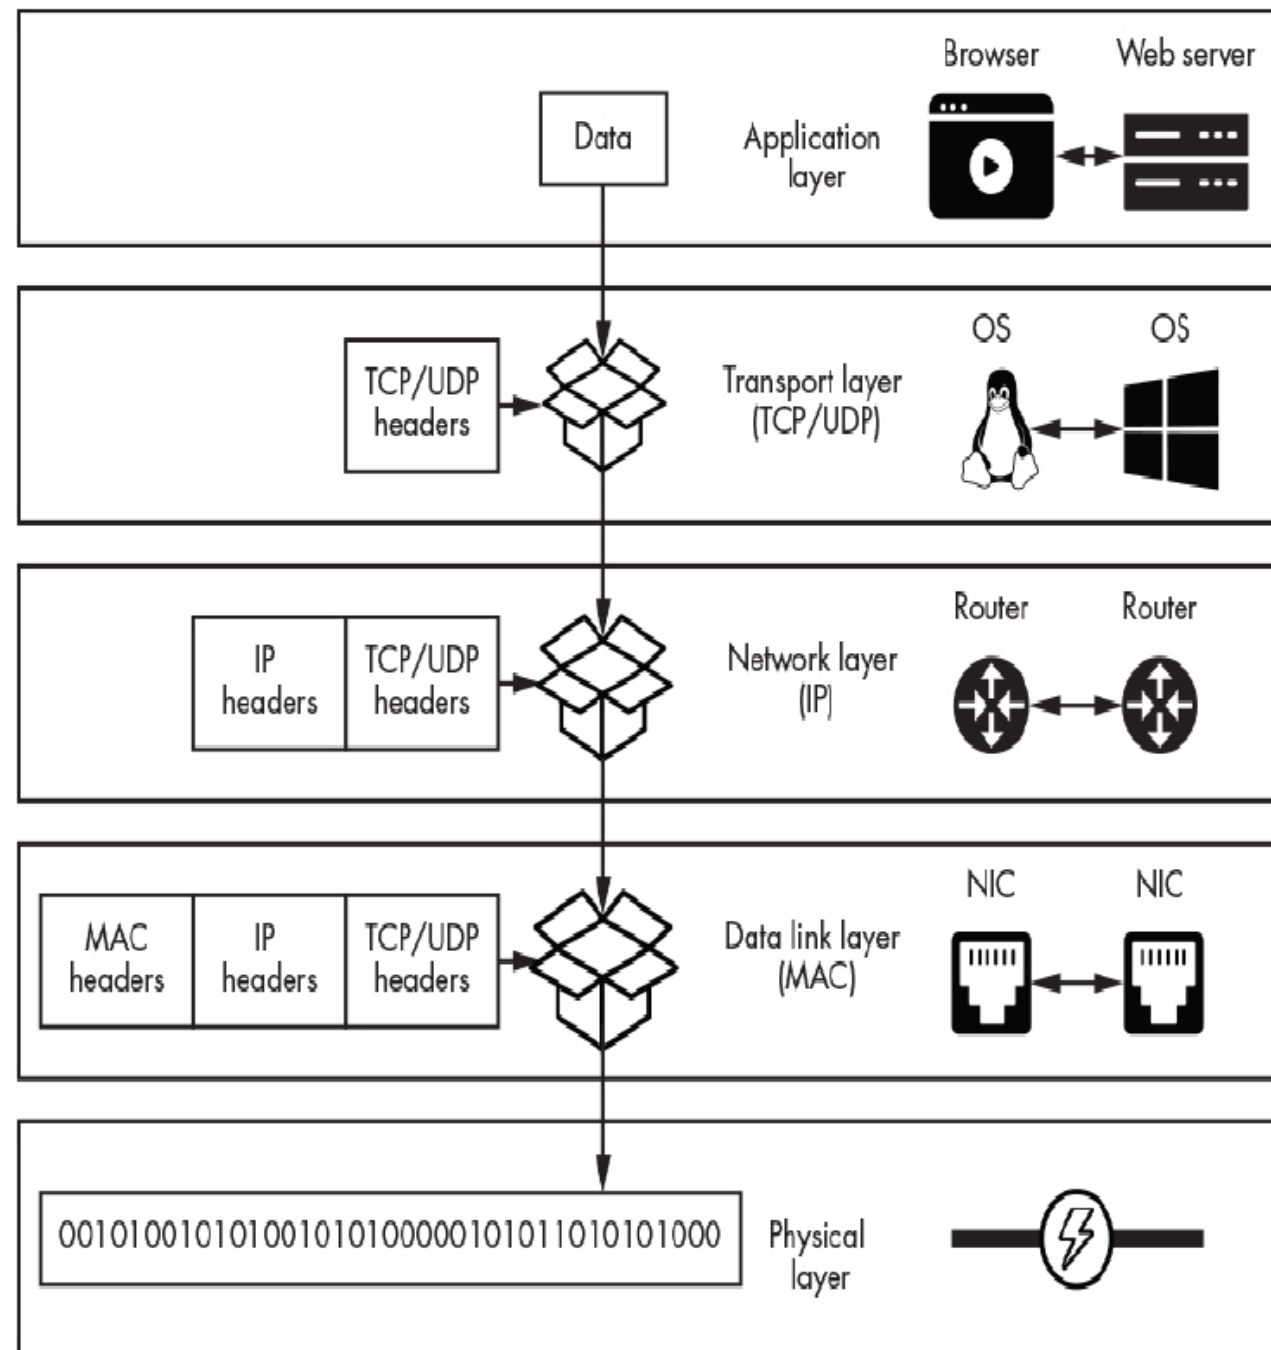 Browser
Web server
Data
Application
layer
OS
OS
TCP/UDP
headers
Transport layer
(TCP/UDP)
Router
Router
IP
headers
TCP/UDP
headers
Network layer
(IP)
NIC
NIC
MAC
headers
IP
headers
TCP/UDP
headers
Data link layer
(MAC)
001010010101001010100000101011010101000
Physical
layer